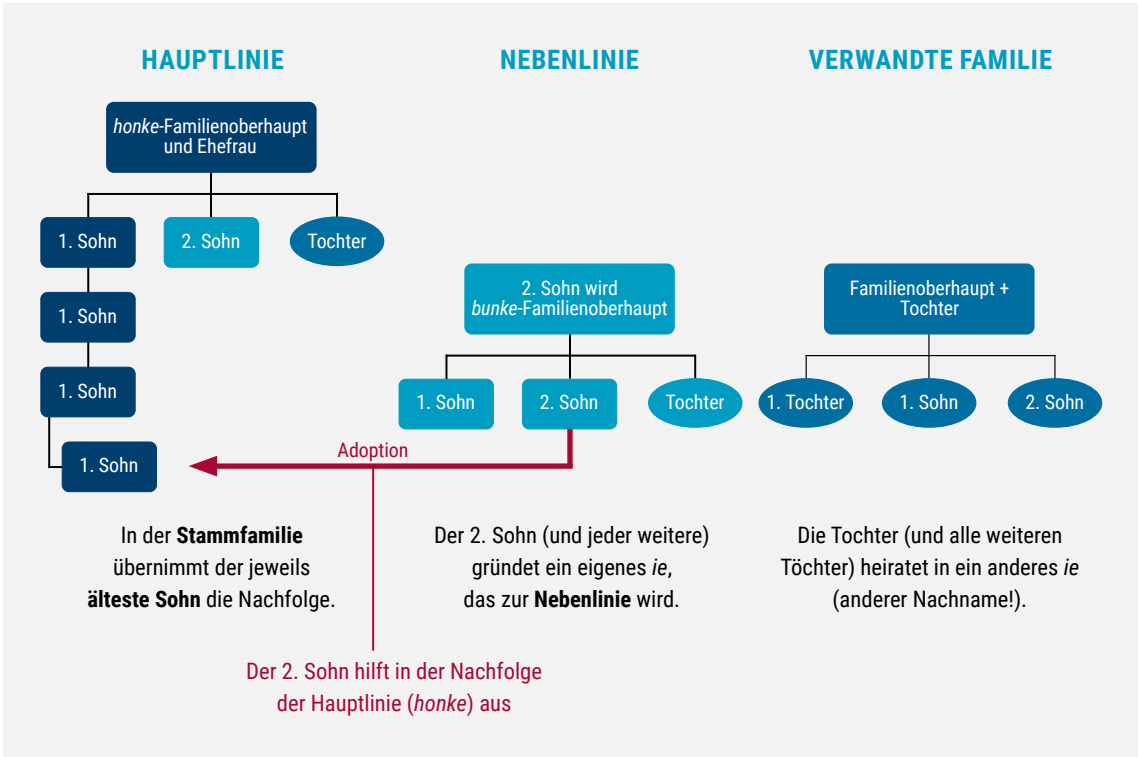 HAUPTLINIE
NEBENLINIE
VERWANDTE FAMILIE
honke-Familienoberhaupt
und Ehefrau
1. Sohn
2. Sohn
Tochter
1. Sohn
1. Sohn
1. Sohn
2. Sohn wird
bunke-Familienoberhaupt
1. Sohn
2. Sohn
Tochter
Familienoberhaupt +
Tochter
1. Tochter
1. Sohn
2. Sohn
Adoption
In der Stammfamilie
übernimmt der jeweils
älteste Sohn die Nachfolge.
Der 2. Sohn (und jeder weitere)
gründet ein eigenes ie,
das zur Nebenlinie wird.
Die Tochter (und alle weiteren
Töchter) heiratet in ein anderes ie
(anderer Nachname!).
Der 2. Sohn hilft in der Nachfolge
der Hauptlinie (honke) aus